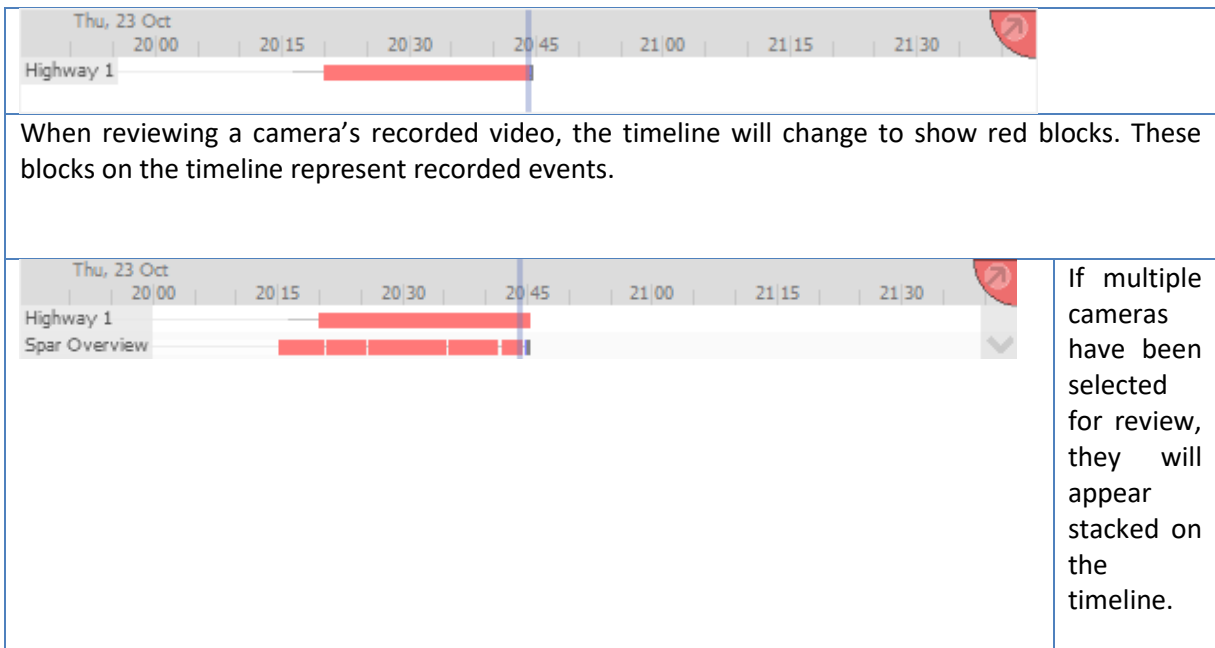 Thu, 23 Oct
20|00 20|15 20|30 20|45 21|00 21|15 21|30
Highway 1
When reviewing a camera’s recorded video, the timeline will change to show red blocks. These
blocks on the timeline represent recorded events.
Thu, 23 Oct
20|00 20|15 20|30 20|45 21|00 21|15 21|30
Highway 1
Spar Overview
If multiple
cameras
have been
selected
for review,
they will
appear
stacked on
the
timeline.